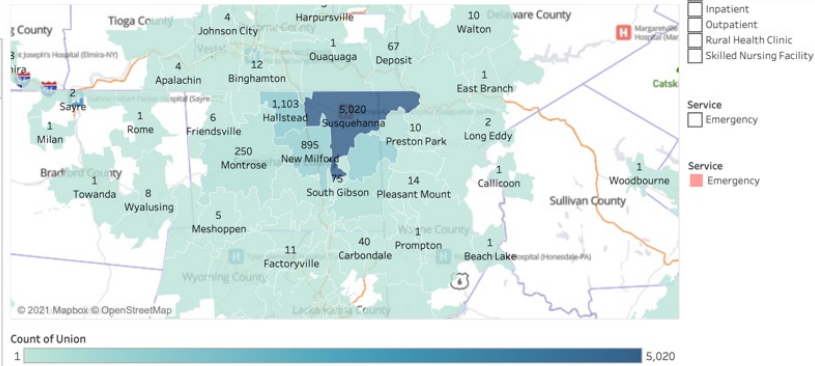 g County
Tioga County
4
Johnson City
Harpursville
10
Walton
Delaware County
Inpatient
Outpatient
Rural Health Clinic
Skilled Nursing Facility
Vestal
1
Ouaquaga
67
Deposit
H
Margaretville
Hospital (Mar
t Joseph's Hospital (Elmira-NY)
4
Apalachin
12
Binghamton
1
East Branch
Catsk
2
Sayre
1
Milan
1
Rome
6
Friendsville
1,103
Hallstead
5,020
Susquehanna
10
Preston Park
2
Long Eddy
Service
Emergency
250
Montrose
895
New Milford
75
South Gibson
14
Pleasant Mount
1
Callicoon
1
Woodbourne
Service
Emergency
Bradford County
1
Towanda
8
Wyalusing
Sullivan County
5
Meshoppen
11
Factoryville
40
Carbondale
1
Prompton
Wayne County
1
Beach Lake
Hospital (Honesdale-PA)
H
H
6
Wyoming County
Lackawanna County
© 2021 Mapbox © OpenStreetMap
Count of Union
1
5,020